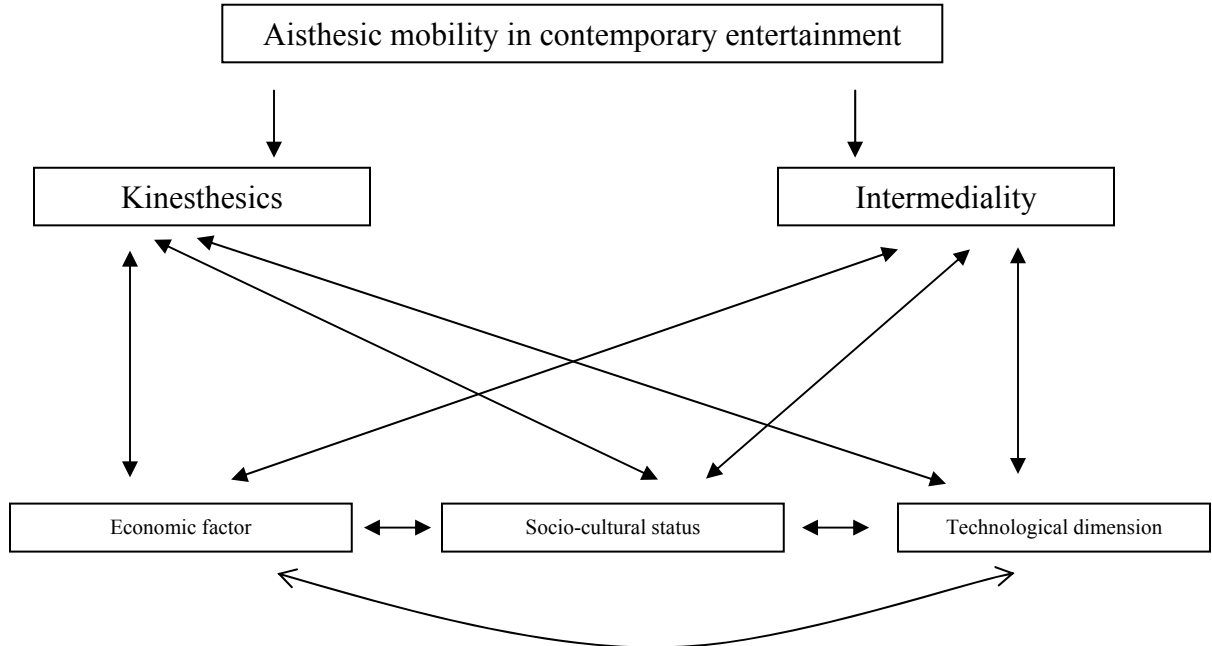 Aisthesic mobility in contemporary entertainment
Kinesthesics
Intermediality
Economic factor
Socio-cultural status
Technological dimension